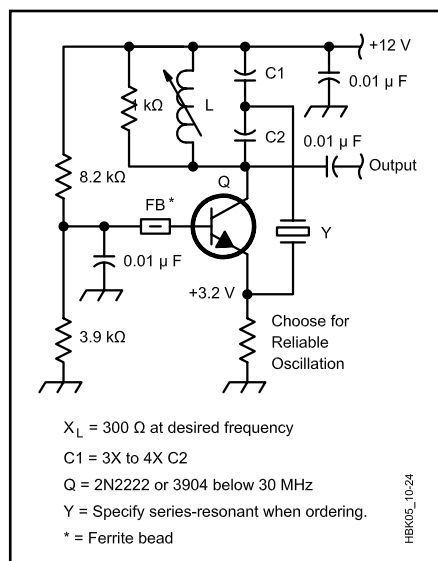 +12 V
C1
0.01 µ F
1 kΩ
L
C2
0.01 µ F
Output
8.2 kΩ
Q
FB *
Y
0.01 µ F
+3.2 V
3.9 kΩ
Choose for
Reliable
Oscillation
X L = 300 Ω at desired frequency
C1 = 3X to 4X C2
Q = 2N2222 or 3904 below 30 MHz
Y = Specify series-resonant when ordering.
* = Ferrite bead
HBK05_10-24